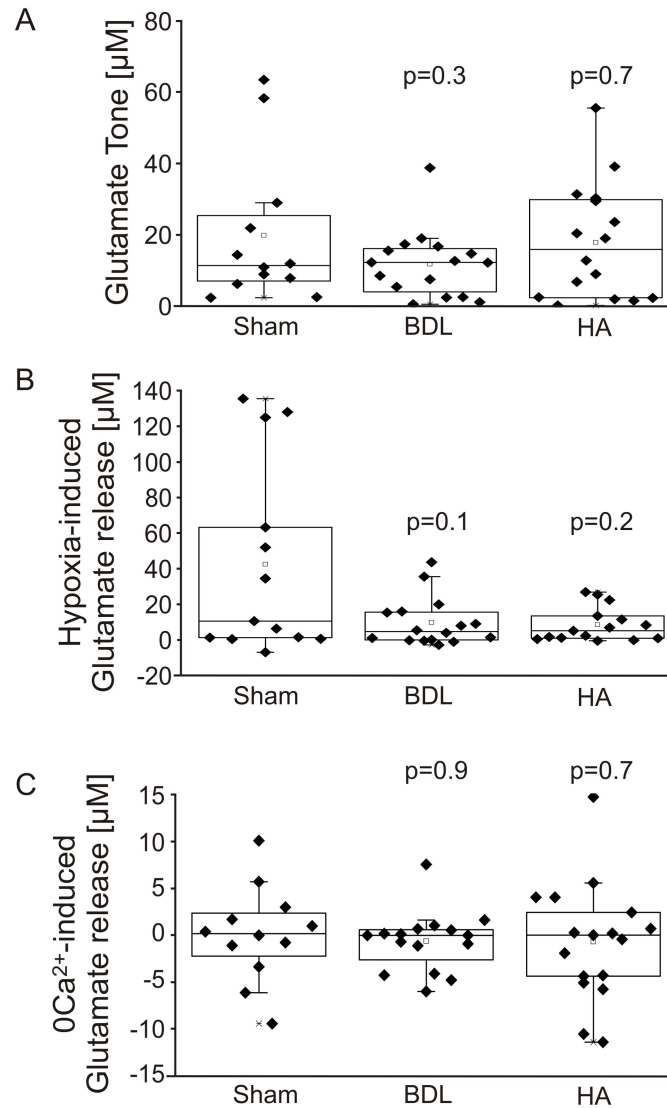 A
Glutamate Tone [µM]
80
60
40
20
0
p=0.3
p=0.7
Sham
BDL
HA
B
Hypoxia-induced
Glutamate release [µM]
140
120
100
80
60
40
20
0
-20
p=0.1
p=0.2
Sham
BDL
HA
C
0Ca²⁺-induced
Glutamate release [µM]
15
10
5
0
-5
-10
-15
p=0.9
p=0.7
Sham
BDL
HA